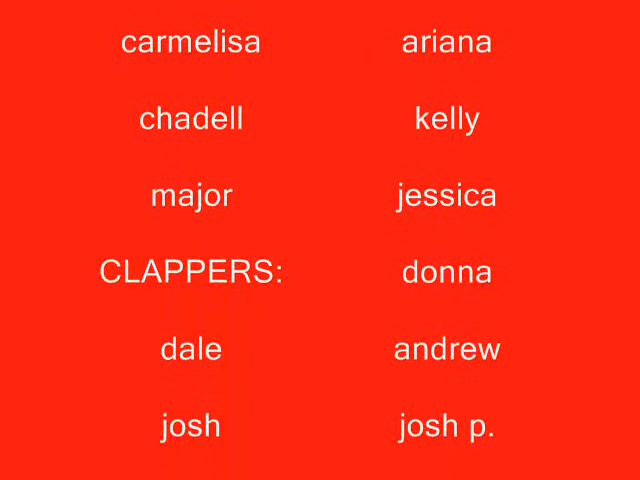 carmelisa
chadell
major
CLAPPERS:
dale
josh
ariana
kelly
jessica
donna
andrew
josh p.